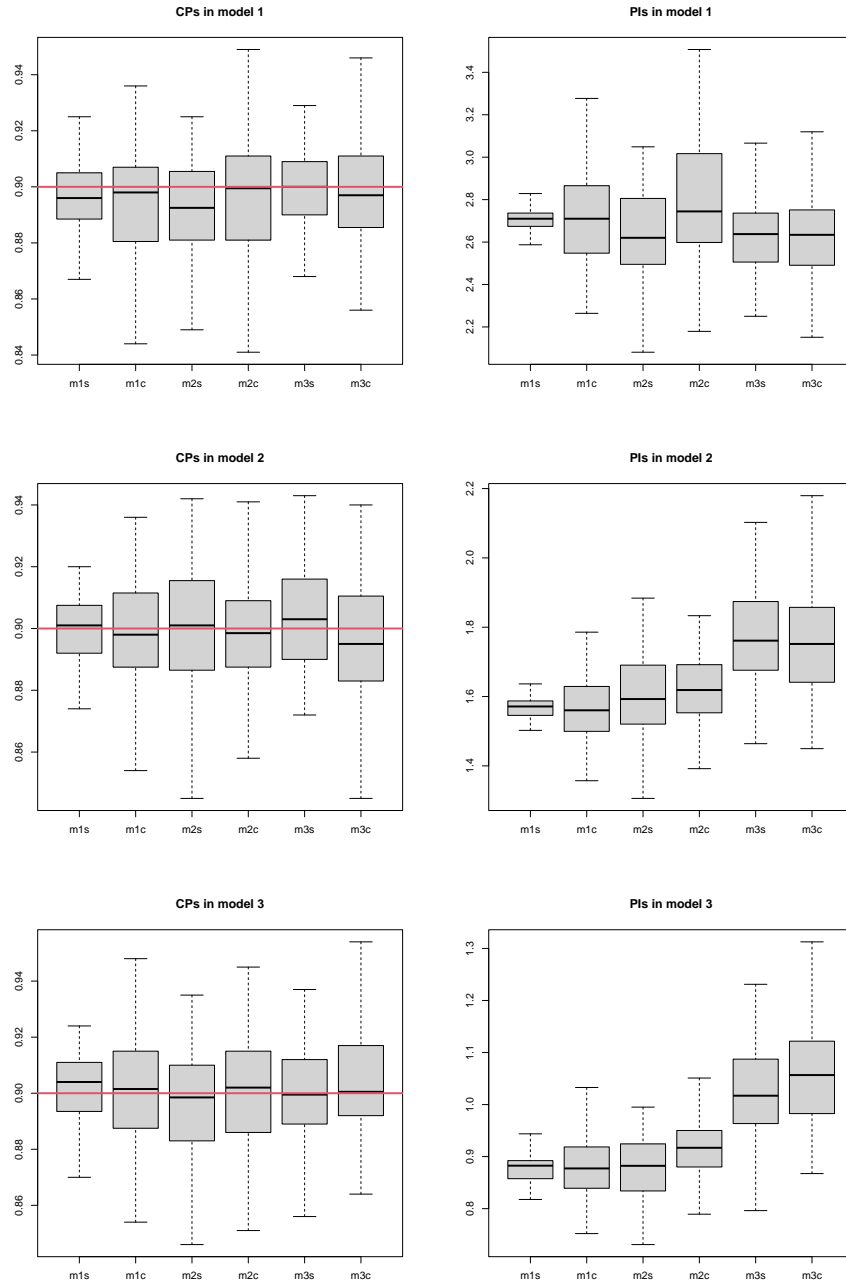 CPs in model 1
0.84 0.86 0.88 0.90 0.92 0.94
m1s m1c m2s m2c m3s m3c
PIs in model 1
2.2 2.4 2.6 2.8 3.0 3.2 3.4
m1s m1c m2s m2c m3s m3c
CPs in model 2
0.86 0.88 0.90 0.92 0.94
m1s m1c m2s m2c m3s m3c
PIs in model 2
1.4 1.6 1.8 2.0 2.2
m1s m1c m2s m2c m3s m3c
CPs in model 3
0.86 0.88 0.90 0.92 0.94
m1s m1c m2s m2c m3s m3c
PIs in model 3
0.8 0.9 1.0 1.1 1.2 1.3
m1s m1c m2s m2c m3s m3c